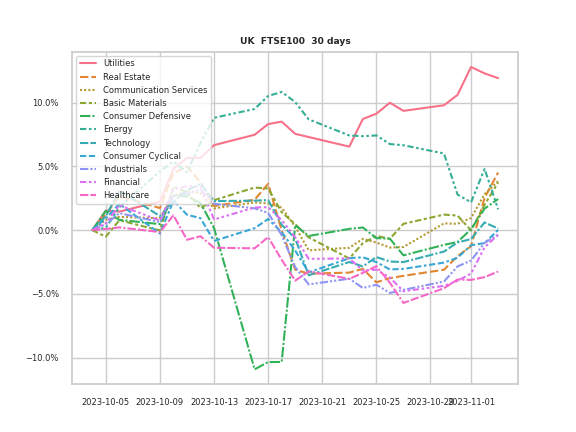 UK FTSE100 30 days
Utilities
Real Estate
Communication Services
Basic Materials
Consumer Defensive
Energy
Technology
Consumer Cyclical
Industrials
Financial
Healthcare
10.0%
5.0%
0.0%
−5.0%
−10.0%
2023-10-05 2023-10-09 2023-10-13 2023-10-17 2023-10-21 2023-10-25 2023-10-29 2023-11-01